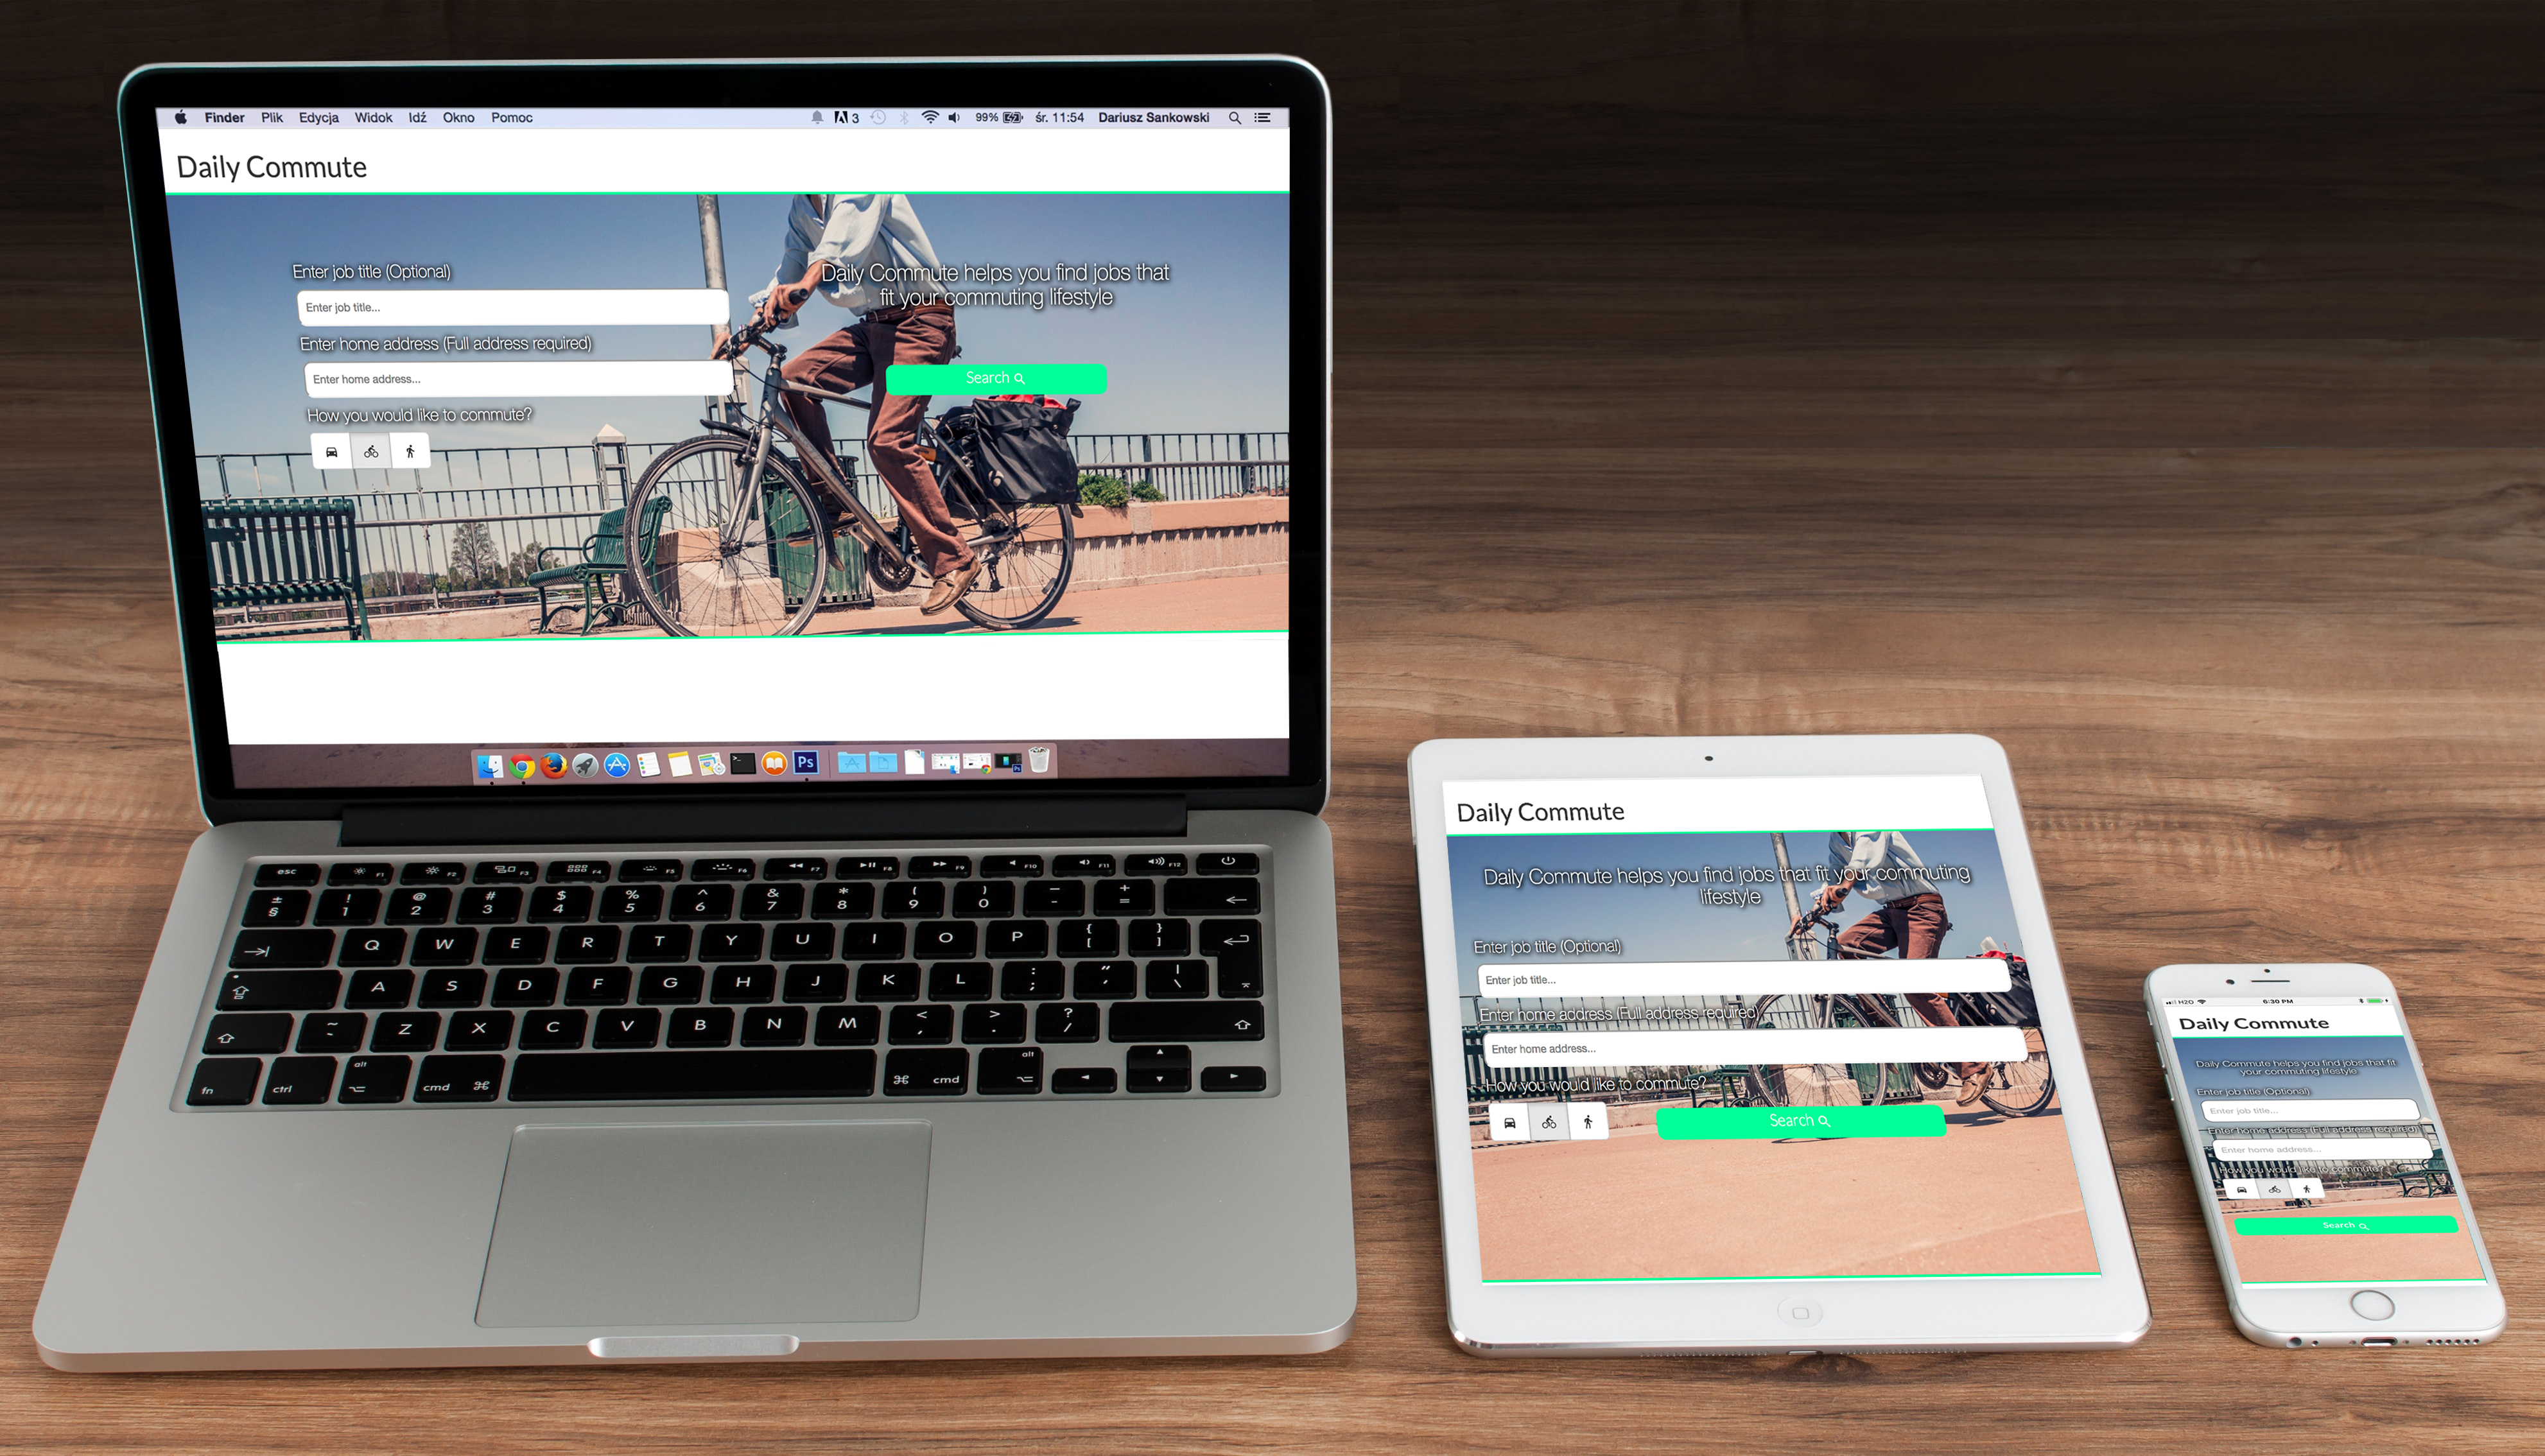 Finder Plik Edycja Widok Idź Okno Pomoc 3 99% śr. 11:54 Dariusz Sankowski
Daily Commute
Enter job title (Optional)
Enter job title...
Enter home address (Full address required)
Enter home address...
How you would like to commute?
Daily Commute helps you find jobs that
fit your commuting lifestyle
Search
Ps
esc F1 F2 F3 F4 F5 F6 F7 F8 F9 F10 F11 F12
± § ! 1 @ 2 # 3 $ 4 % 5 ^ 6 & 7 * 8 ( 9 ) 0 _ - + =
Q W E R T Y U I O P { [ } ]
A S D F G H J K L : ; " ' | \
~ Z X C V B N M < , > . ? /
fn ctrl alt cmd ⌘ ⌘ cmd alt
Daily Commute
Daily Commute helps you find jobs that fit your commuting
lifestyle
Enter job title (Optional)
Enter job title...
Enter home address (Full address required)
Enter home address...
How you would like to commute?
Search
H2O 6:30 PM
Daily Commute
Daily Commute helps you find jobs that fit
your commuting lifestyle
Enter job title (Optional)
Enter job title...
Enter home address (Full address required)
Enter home address...
How you would like to commute?
Search